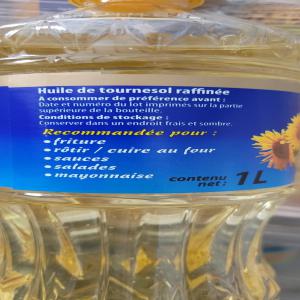 Huile de tournesol raffinée
A consommer de préférence avant :
Date et numéro du lot imprimés sur la partie
supérieure de la bouteille.
Conditions de stockage :
Conserver dans un endroit frais et sombre.
Recommandée pour :
• friture
• rôtir / cuire au four
• sauces
• salades
• mayonnaise
contenu
net : 1 L